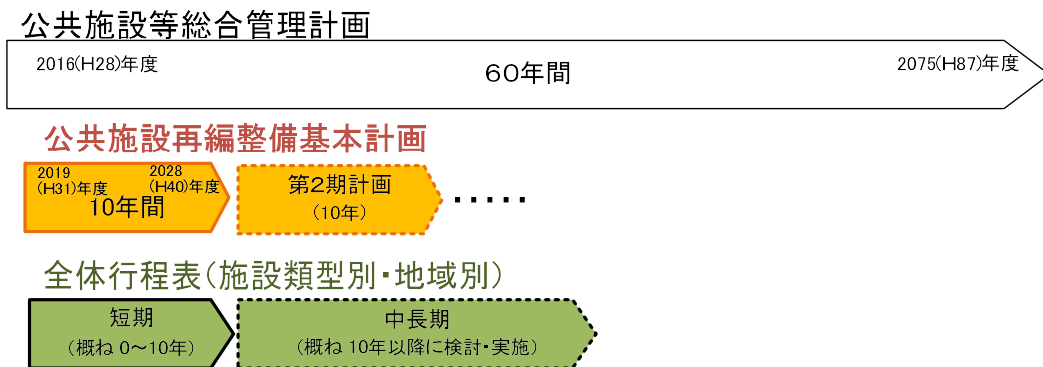 公共施設等総合管理計画
2016(H28)年度
60年間
2075(H87)年度
公共施設再編整備基本計画
2019
(H31)年度
2028
(H40)年度
10年間
第2期計画
(10年)
・・・・・
全体行程表(施設類型別・地域別)
短期
(概ね 0～10年)
中長期
(概ね 10年以降に検討・実施)